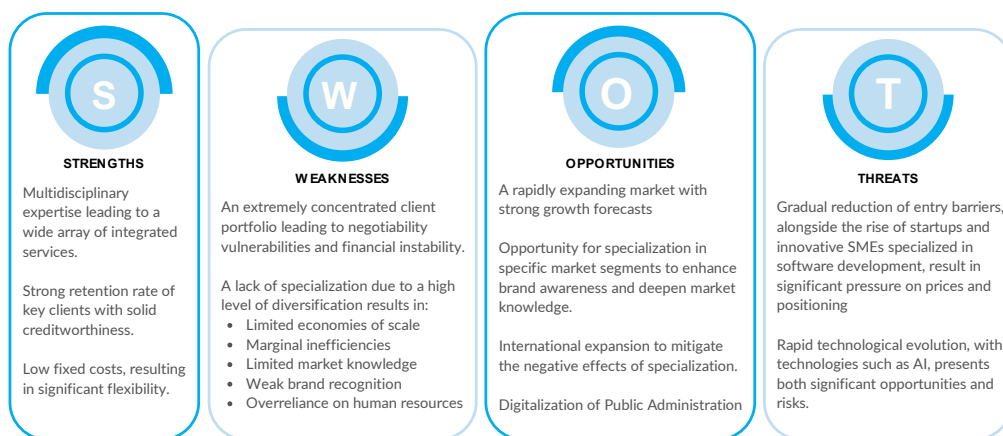 S
STRENGTHS
Multidisciplinary
expertise leading to a
wide array of integrated
services.
Strong retention rate of
key clients with solid
creditworthiness.
Low fixed costs, resulting
in significant flexibility.
W
WEAKNESSES
An extremely concentrated client
portfolio leading to negotiability
vulnerabilities and financial instability.
A lack of specialization due to a high
level of diversification results in:
• Limited economies of scale
• Marginal inefficiencies
• Limited market knowledge
• Weak brand recognition
• Overreliance on human resources
O
OPPORTUNITIES
A rapidly expanding market with
strong growth forecasts
Opportunity for specialization in
specific market segments to enhance
brand awareness and deepen market
knowledge.
International expansion to mitigate
the negative effects of specialization.
Digitalization of Public Administration
T
THREATS
Gradual reduction of entry barriers,
alongside the rise of startups and
innovative SMEs specialized in
software development, result in
significant pressure on prices and
positioning
Rapid technological evolution, with
technologies such as AI, presents
both significant opportunities and
risks.